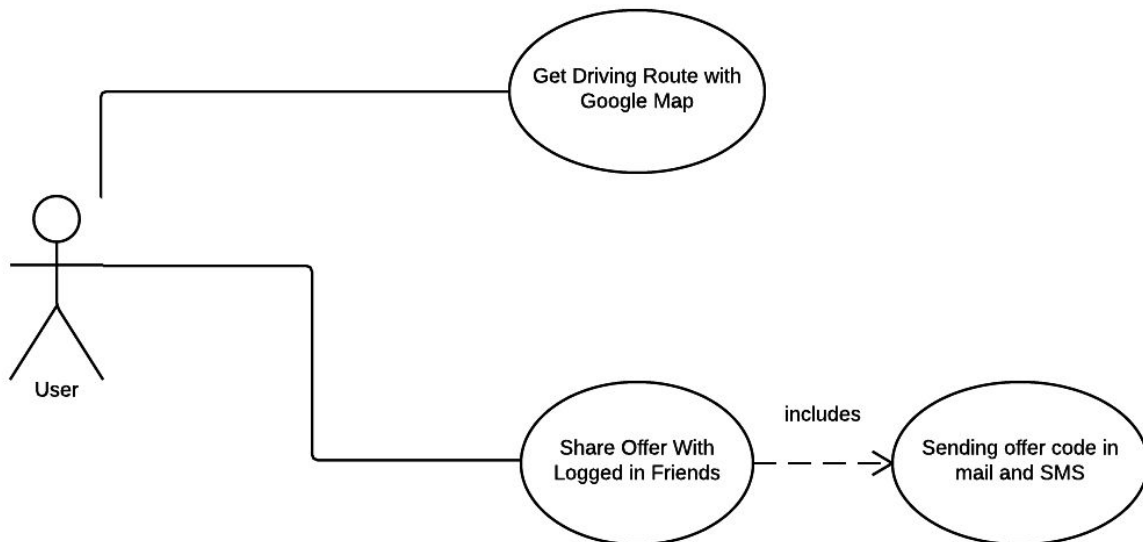 Get Driving Route with
Google Map
User
includes
Share Offer With
Logged in Friends
Sending offer code in
mail and SMS